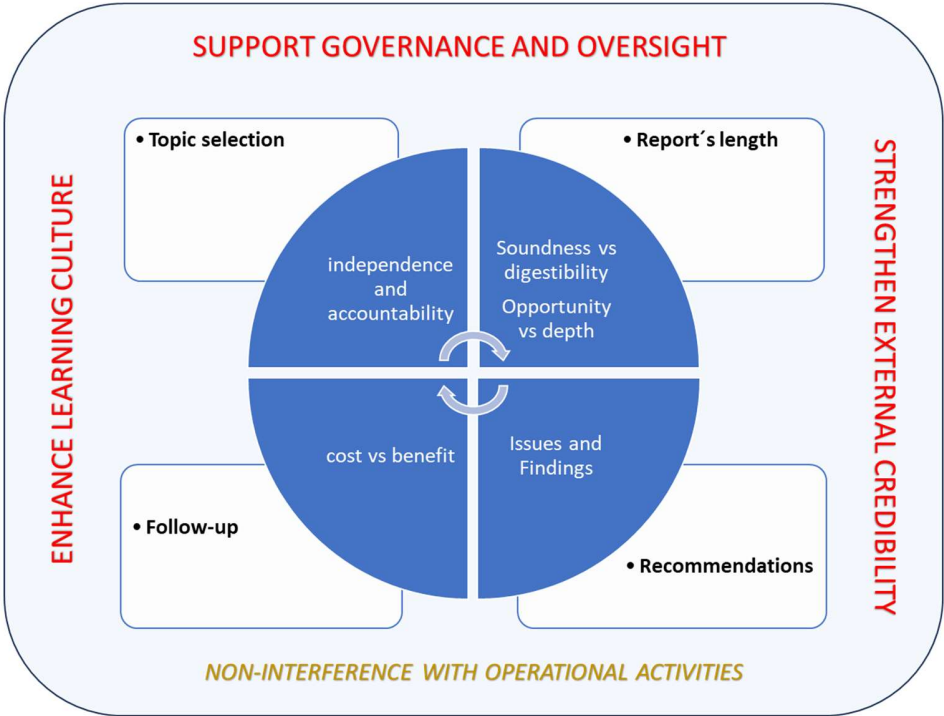 SUPPORT GOVERNANCE AND OVERSIGHT
ENHANCE LEARNING CULTURE
• Topic selection
independence
and
accountability
• Report´s length
Soundness vs
digestibility
Opportunity
vs depth
STRENGTHEN EXTERNAL CREDIBILITY
• Follow-up
cost vs benefit
Issues and
Findings
• Recommendations
NON-INTERFERENCE WITH OPERATIONAL ACTIVITIES